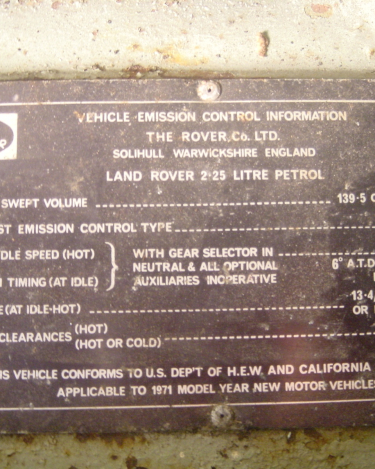 VEHICLE EMISSION CONTROL INFORMATION
THE ROVER Co. LTD.
SOLIHULL WARWICKSHIRE ENGLAND
LAND ROVER 2·25 LITRE PETROL
SWEPT VOLUME 139·5 C
ST EMISSION CONTROL TYPE
DLE SPEED (HOT) WITH GEAR SELECTOR IN
NEUTRAL & ALL OPTIONAL 6° A.T.D
TIMING (AT IDLE) AUXILIARIES INOPERATIVE
13·4
E (AT IDLE-HOT) OR
CLEARANCES (HOT)
(HOT OR COLD)
IS VEHICLE CONFORMS TO U.S. DEP'T OF H.E.W. AND CALIFORNIA
APPLICABLE TO 1971 MODEL YEAR NEW MOTOR VEHICLES